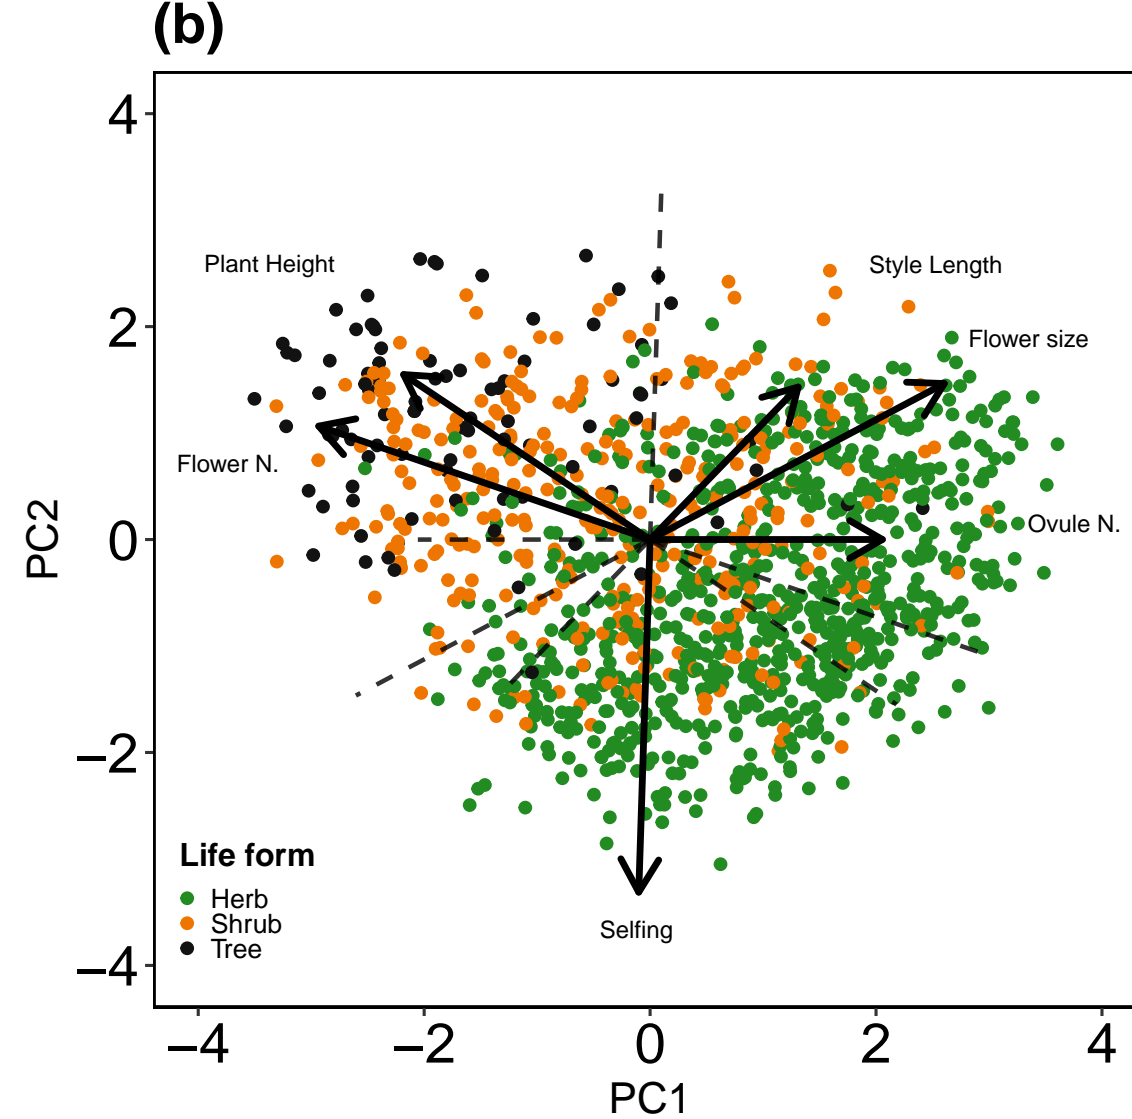 (b)
4
Plant Height
Style Length
2
Flower size
Flower N.
Ovule N.
0
PC2
−2
Life form
Herb
Shrub
Tree
Selfing
−4
−4 −2 0 2 4
PC1